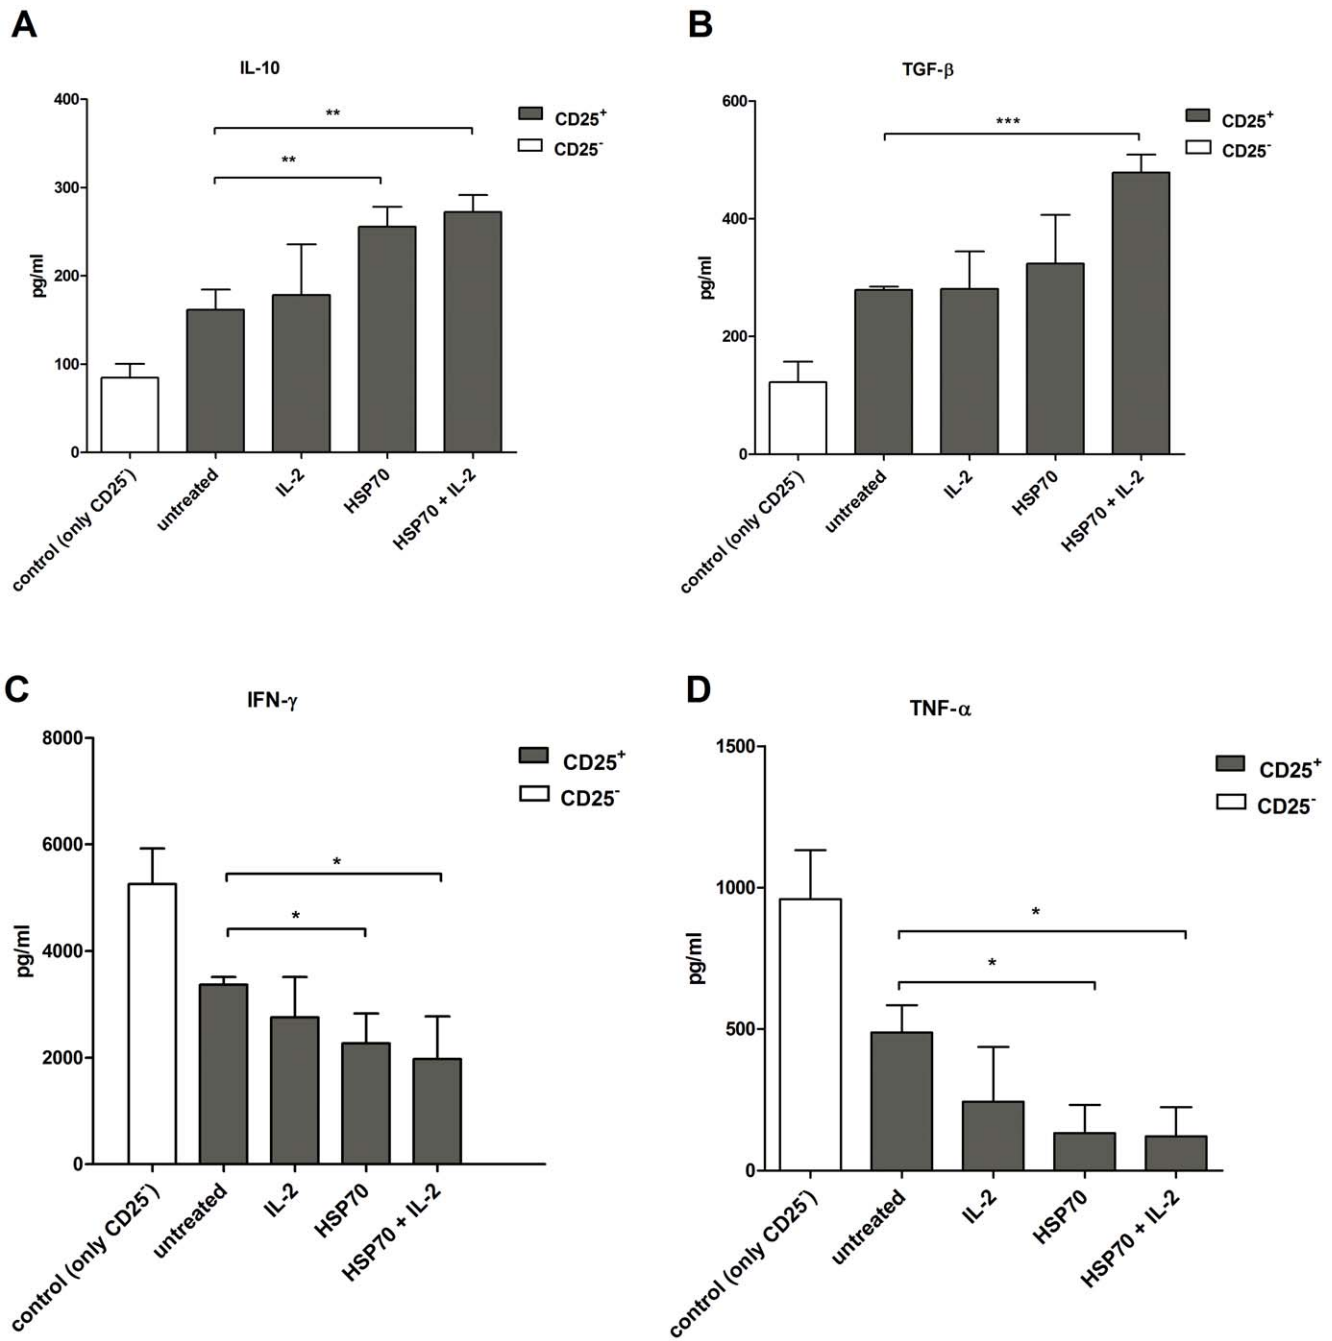 A
IL-10
400
300
200
100
0
pg/ml
**
**
CD25⁺
CD25⁻
control (only CD25⁻)
untreated
IL-2
HSP70
HSP70 + IL-2
B
TGF-β
600
400
200
0
pg/ml
***
CD25⁺
CD25⁻
control (only CD25⁻)
untreated
IL-2
HSP70
HSP70 + IL-2
C
IFN-γ
8000
6000
4000
2000
0
pg/ml
*
*
CD25⁺
CD25⁻
control (only CD25⁻)
untreated
IL-2
HSP70
HSP70 + IL-2
D
TNF-α
1500
1000
500
0
pg/ml
*
*
CD25⁺
CD25⁻
control (only CD25⁻)
untreated
IL-2
HSP70
HSP70 + IL-2